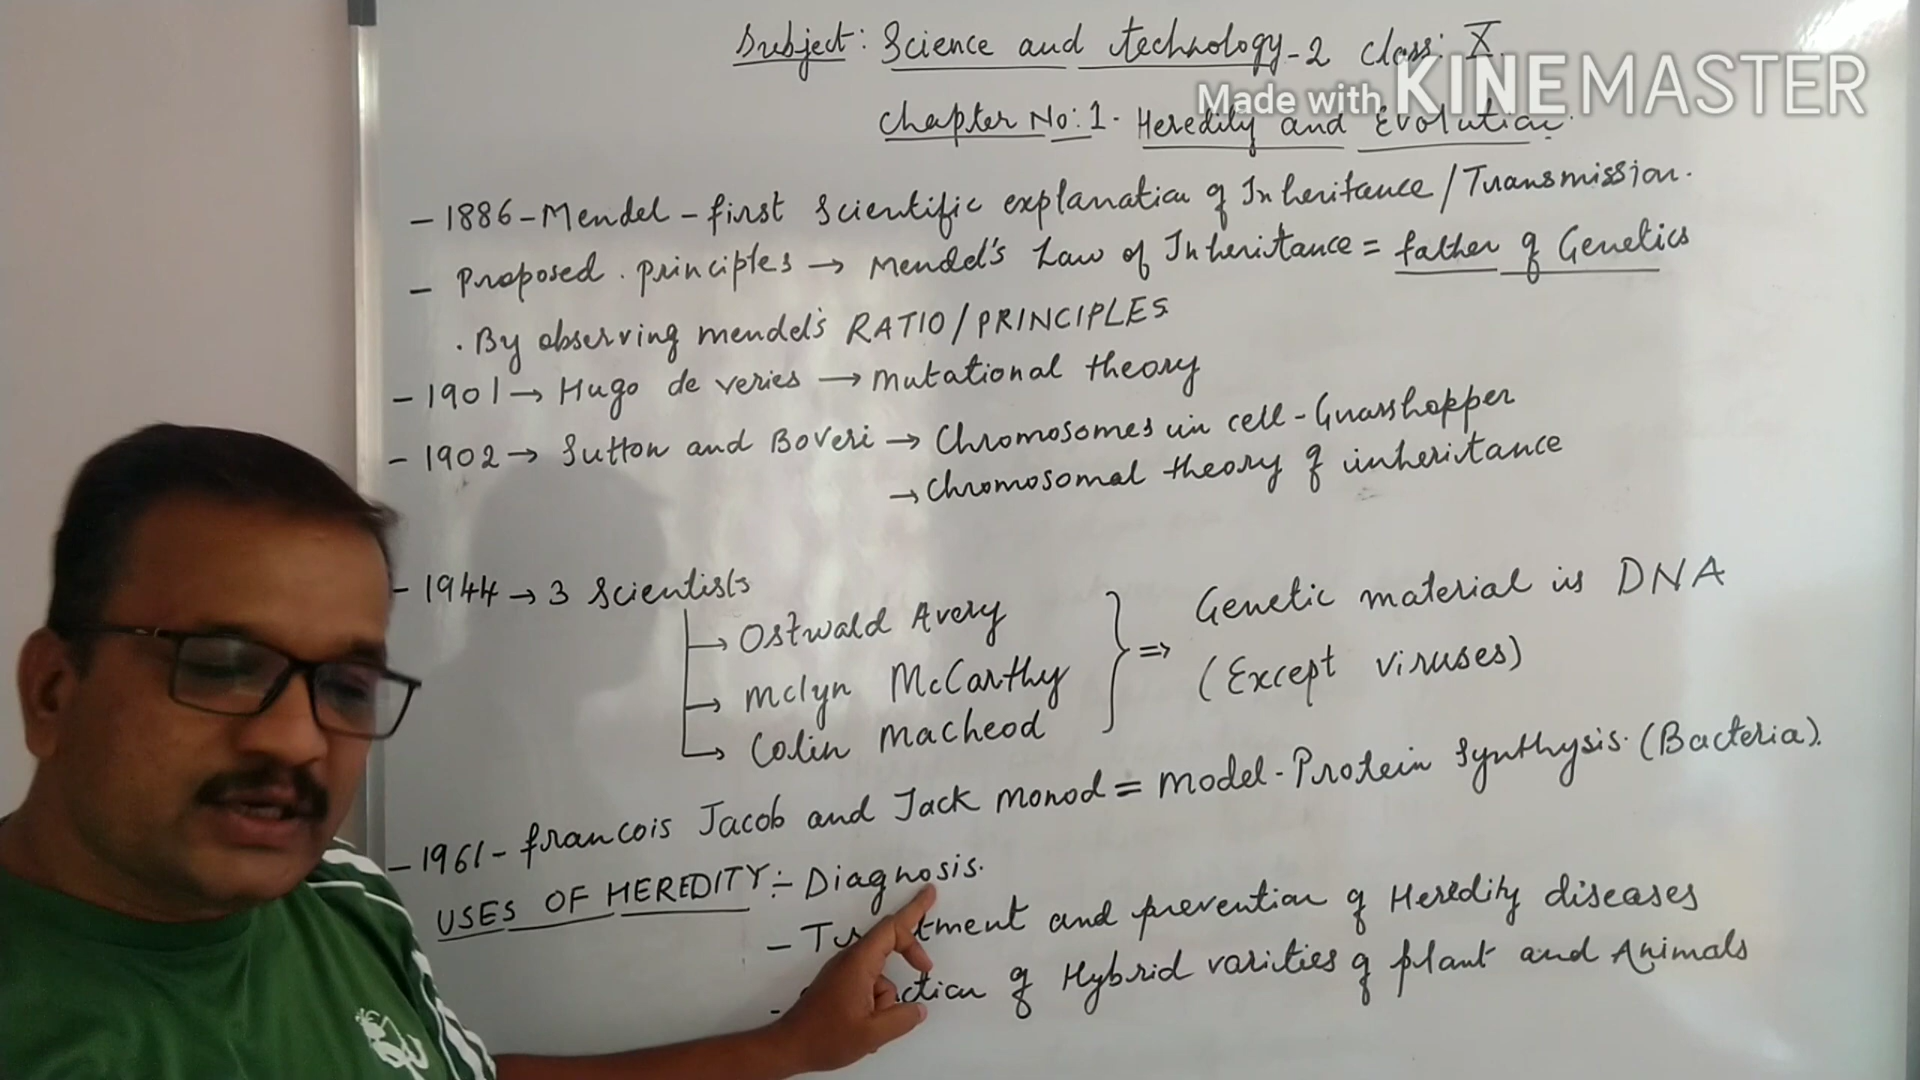 Subject: Science and technology-2 Class: X.
Made with KINEMASTER
Chapter No: 1. Heredity and Evolution.
- 1886 - Mendel - first scientific explanation of Inheritance / Transmission.
- Proposed. principles → Mendel's Law of Inheritance = father of Genetics
. By observing mendel's RATIO / PRINCIPLES
- 1901 → Hugo de veries → Mutational theory
- 1902 → Sutton and Boveri → Chromosomes in cell - Grasshopper
→ Chromosomal theory of inheritance
- 1944 → 3 Scientists
→ Ostwald Avery
→ Mclyn McCarthy
→ Colin Macheod
⇒ Genetic material is DNA
(Except viruses)
- 1961 - francois Jacob and Jack monod = model - Protein Synthysis. (Bacteria).
USES OF HEREDITY :- Diagnosis.
- and prevention of Heredity diseases
- of Hybrid varities of plant and Animals